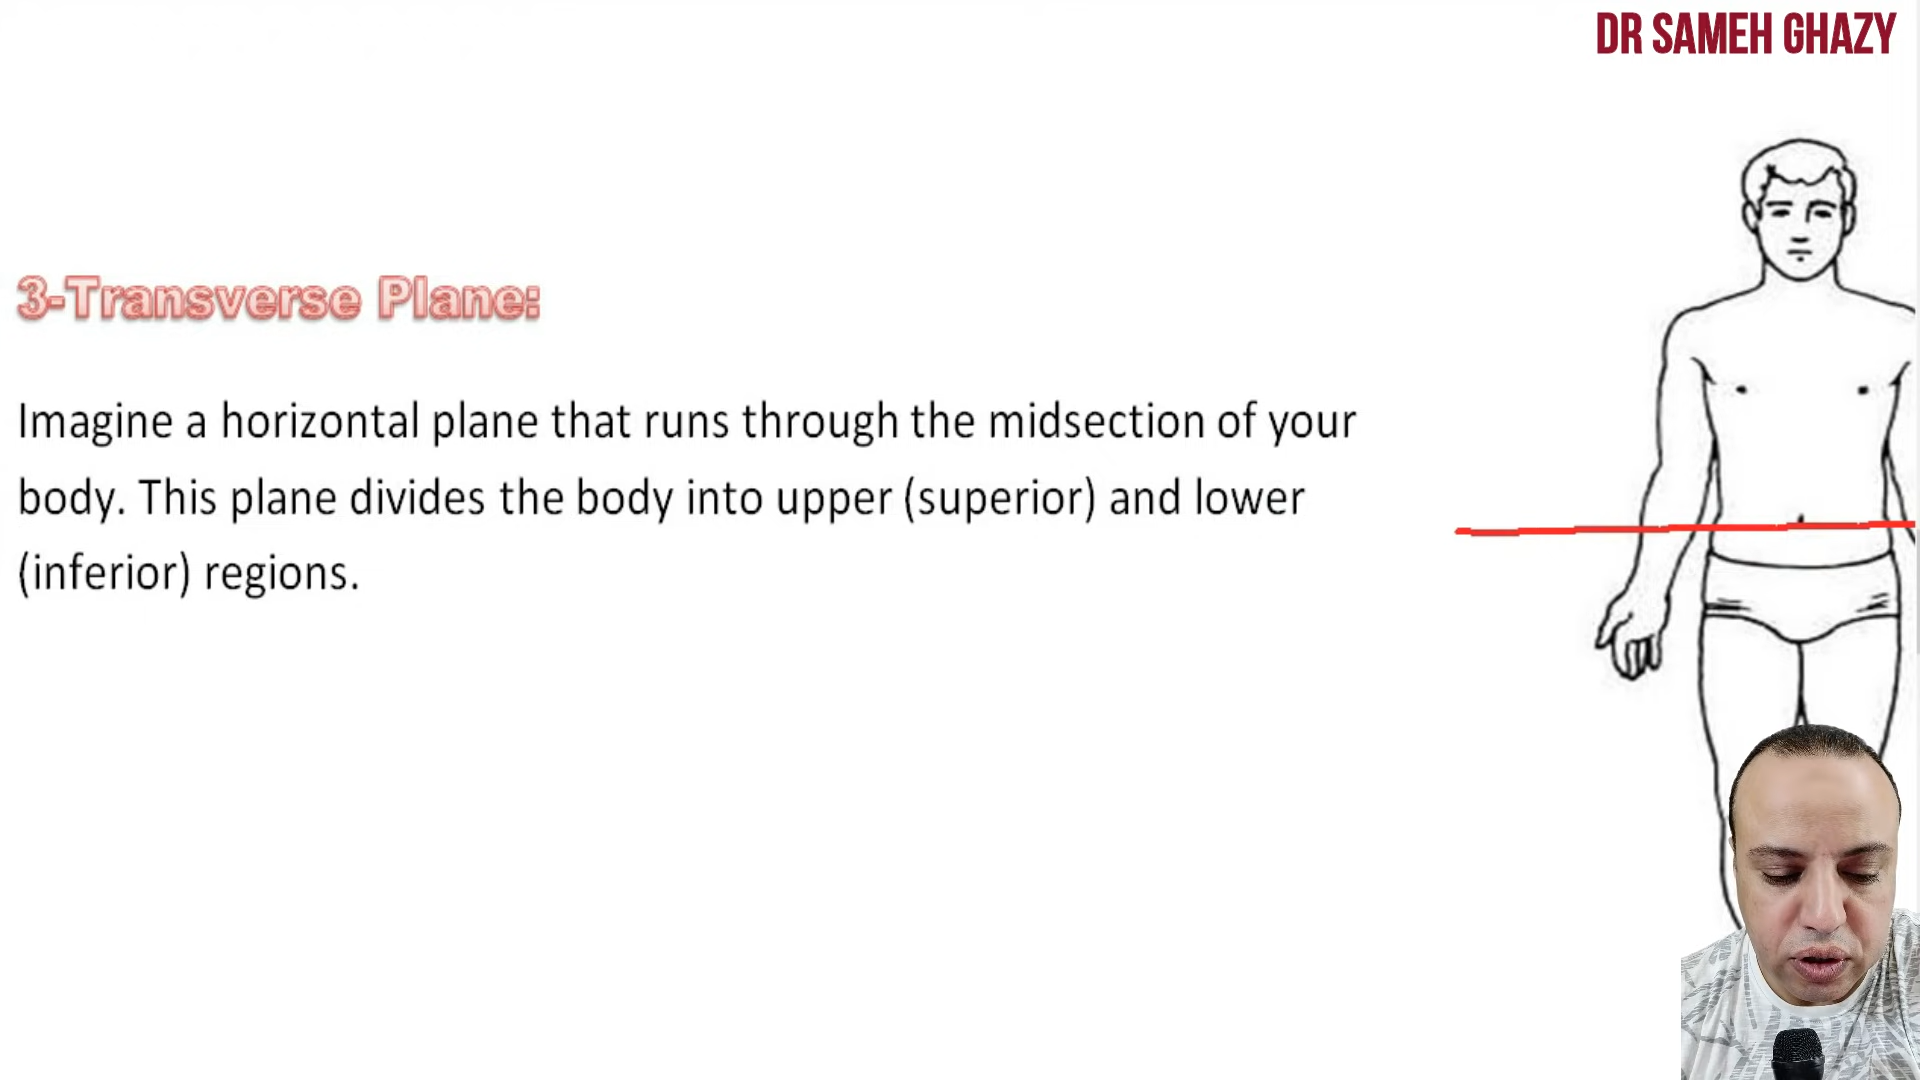 DR SAMEH GHAZY
3-Transverse Plane:
Imagine a horizontal plane that runs through the midsection of your
body. This plane divides the body into upper (superior) and lower
(inferior) regions.